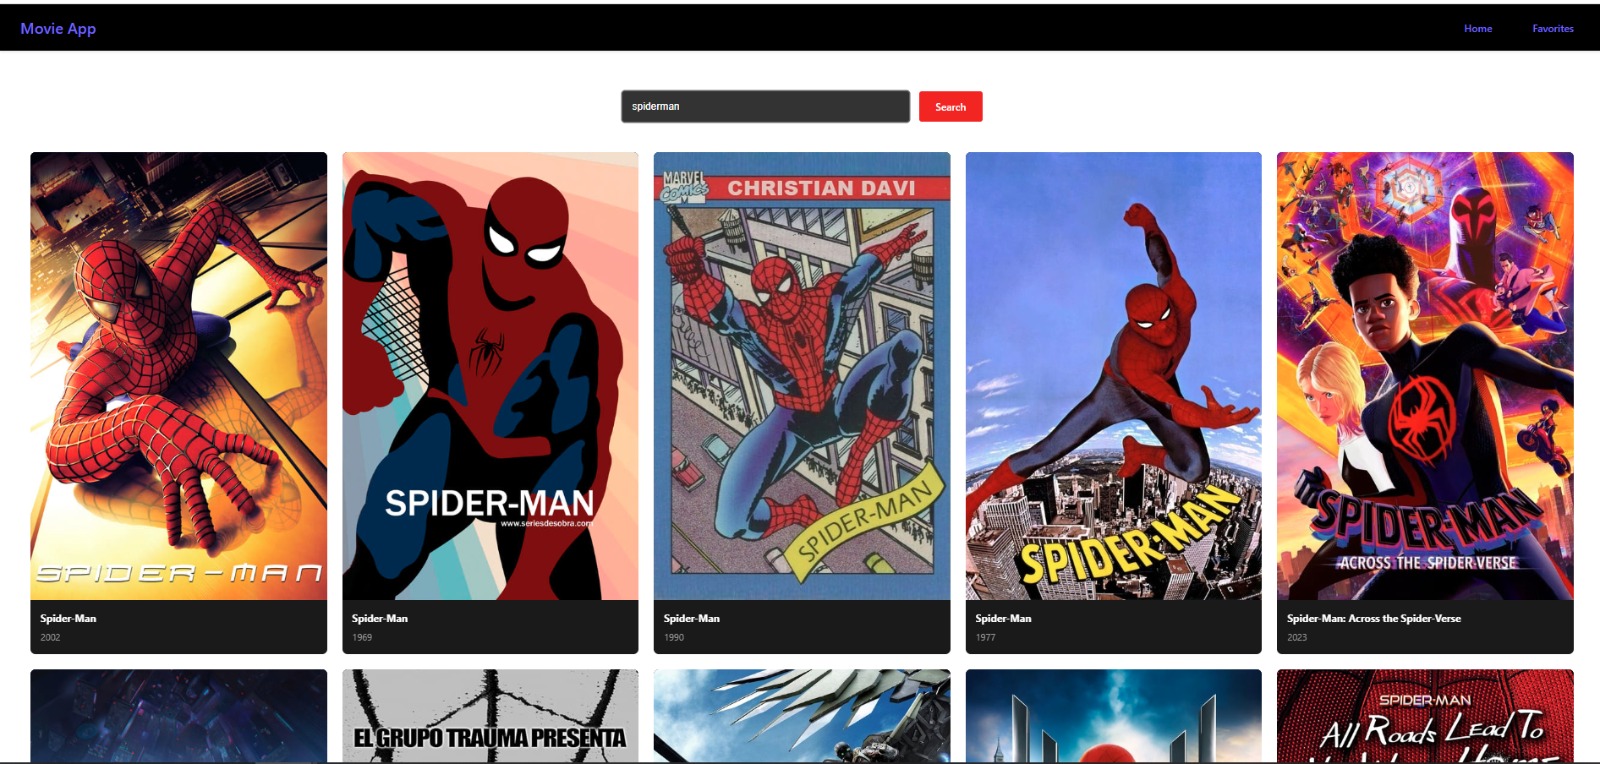 Movie App
Home
Favorites
spiderman
Search
SPIDER-MAN
Spider-Man
2002
SPIDER-MAN
www.seriesdesobra.com
Spider-Man
1969
MARVEL
COMICS
CHRISTIAN DAVI
SPIDER-MAN
Spider-Man
1990
SPIDER-MAN
Spider-Man
1977
SPIDER-MAN
ACROSS THE SPIDER-VERSE
Spider-Man: Across the Spider-Verse
2023
EL GRUPO TRAUMA PRESENTA
SPIDER-MAN
All Roads Lead To